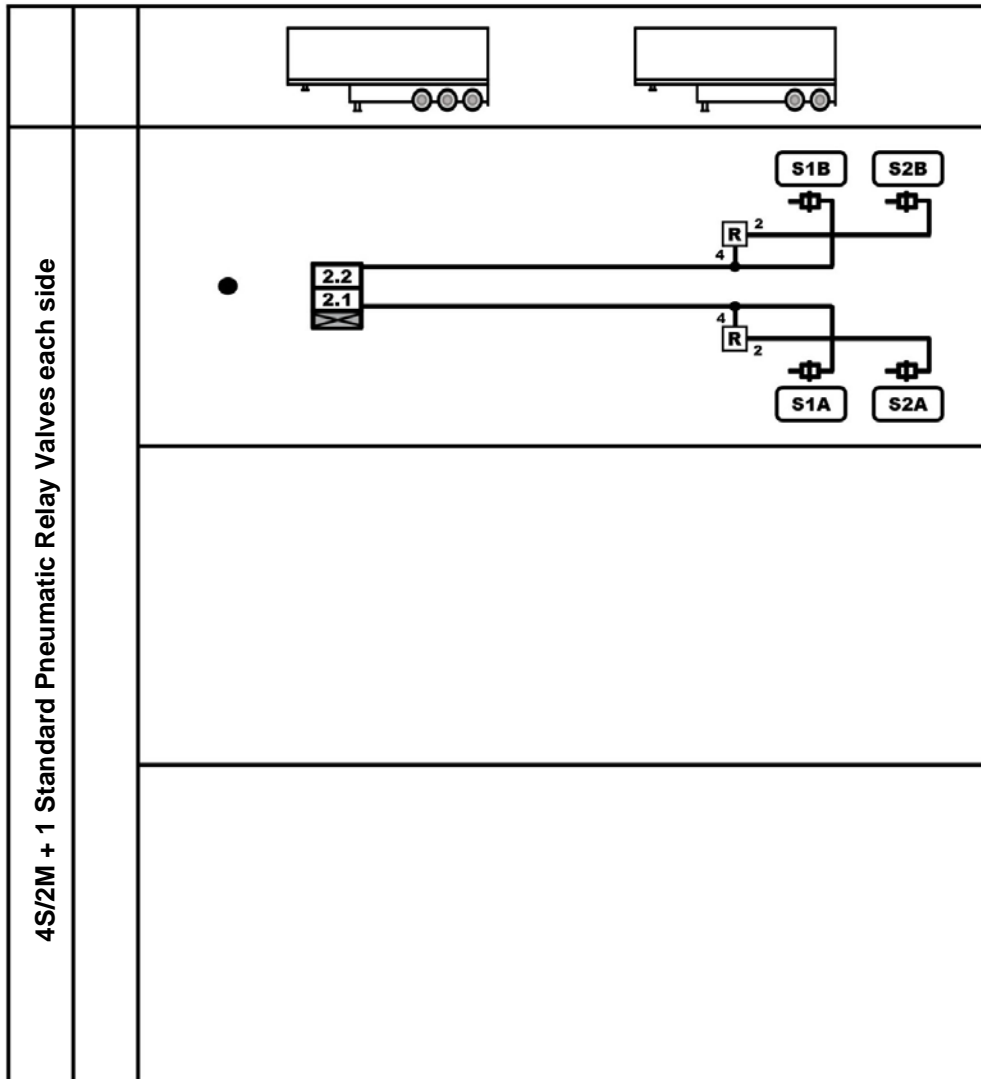 4S/2M + 1 Standard Pneumatic Relay Valves each side
S1B
S2B
R
2
4
2.2
2.1
4
R
2
S1A
S2A